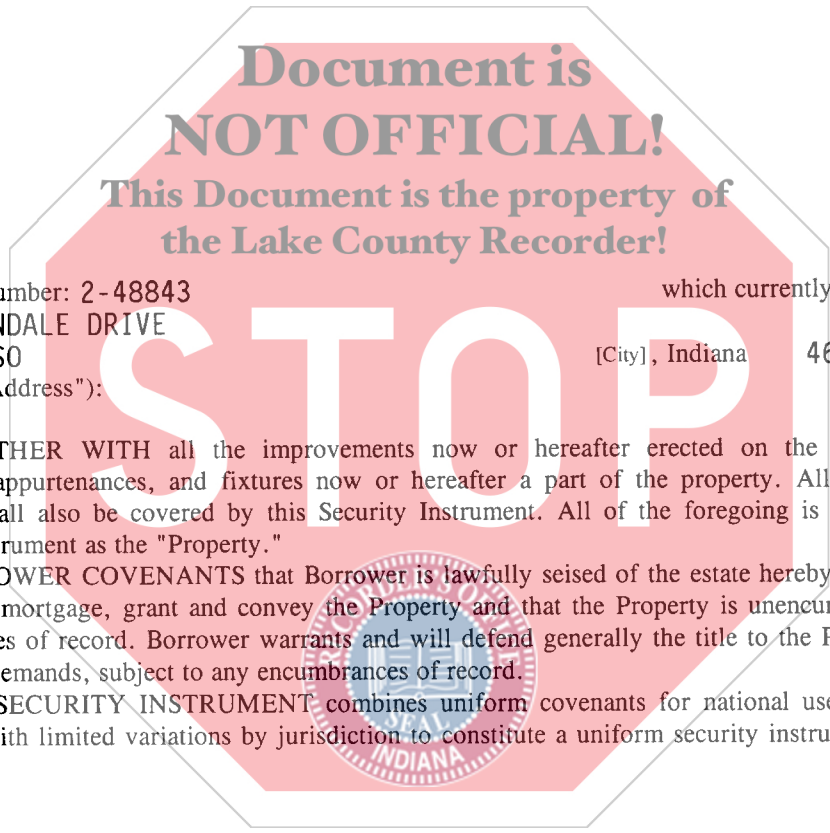 Document is
NOT OFFICIAL!
This Document is the property of
the Lake County Recorder!
umber: 2-48843 which currently
NDALE DRIVE
SO [City], Indiana 46
Address"):
STOP
THER WITH all the improvements now or hereafter erected on the
appurtenances, and fixtures now or hereafter a part of the property. All
all also be covered by this Security Instrument. All of the foregoing is
rument as the "Property."
OWER COVENANTS that Borrower is lawfully seised of the estate hereby
mortgage, grant and convey the Property and that the Property is unencu
es of record. Borrower warrants and will defend generally the title to the P
emands, subject to any encumbrances of record.
SECURITY INSTRUMENT combines uniform covenants for national use
ith limited variations by jurisdiction to constitute a uniform security instru
SEAL
INDIANA